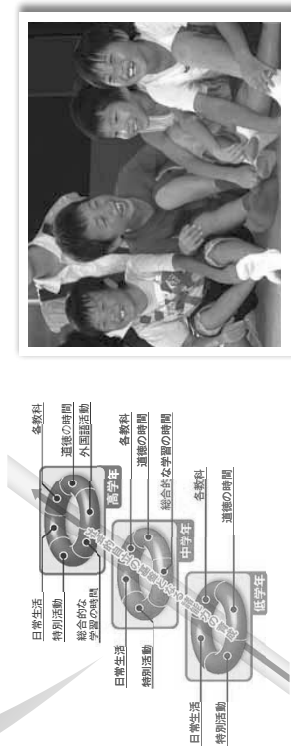 日常生活
特別活動
総合的な
学習の時間
各教科
道徳の時間
外国語活動
高学年
日常生活
特別活動
各教科
道徳の時間
総合的な学習の時間
中学年
日常生活
特別活動
各教科
道徳の時間
低学年